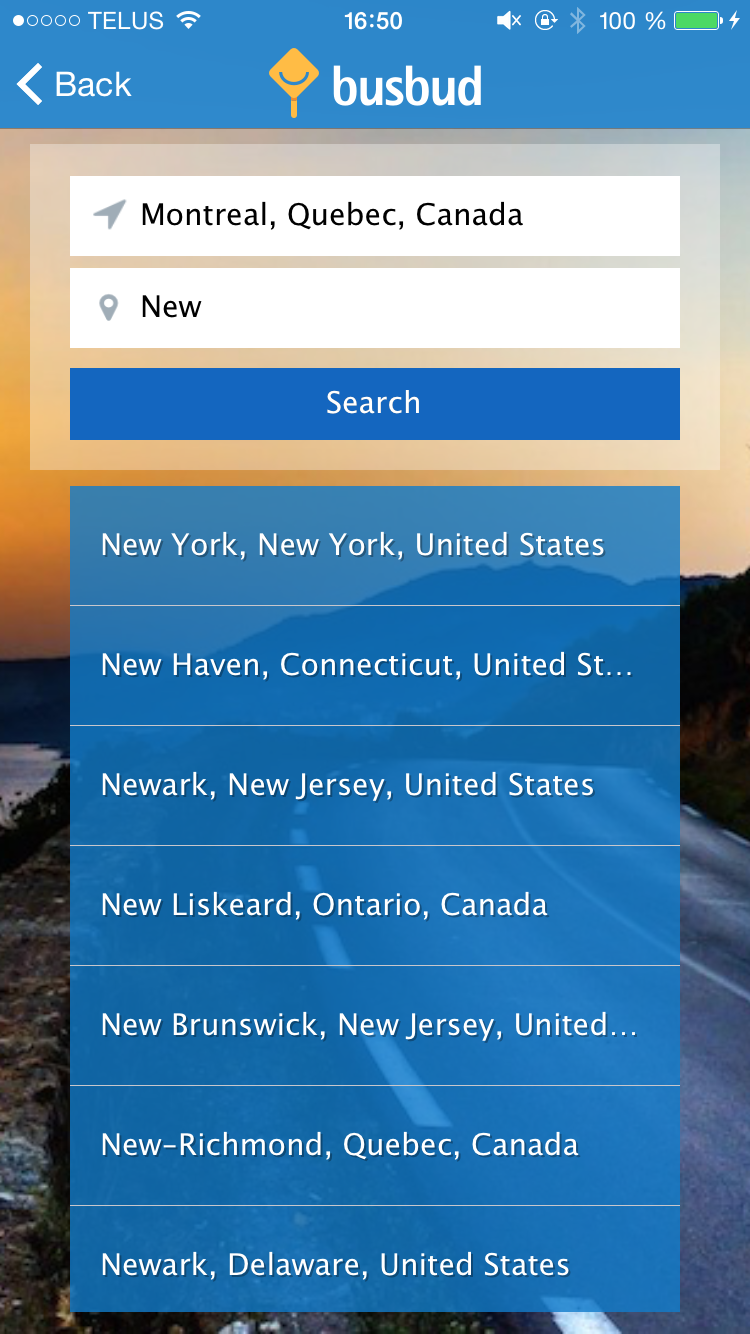 TELUS 16:50 100 %
Back busbud
Montreal, Quebec, Canada
New
Search
New York, New York, United States
New Haven, Connecticut, United St...
Newark, New Jersey, United States
New Liskeard, Ontario, Canada
New Brunswick, New Jersey, United...
New-Richmond, Quebec, Canada
Newark, Delaware, United States